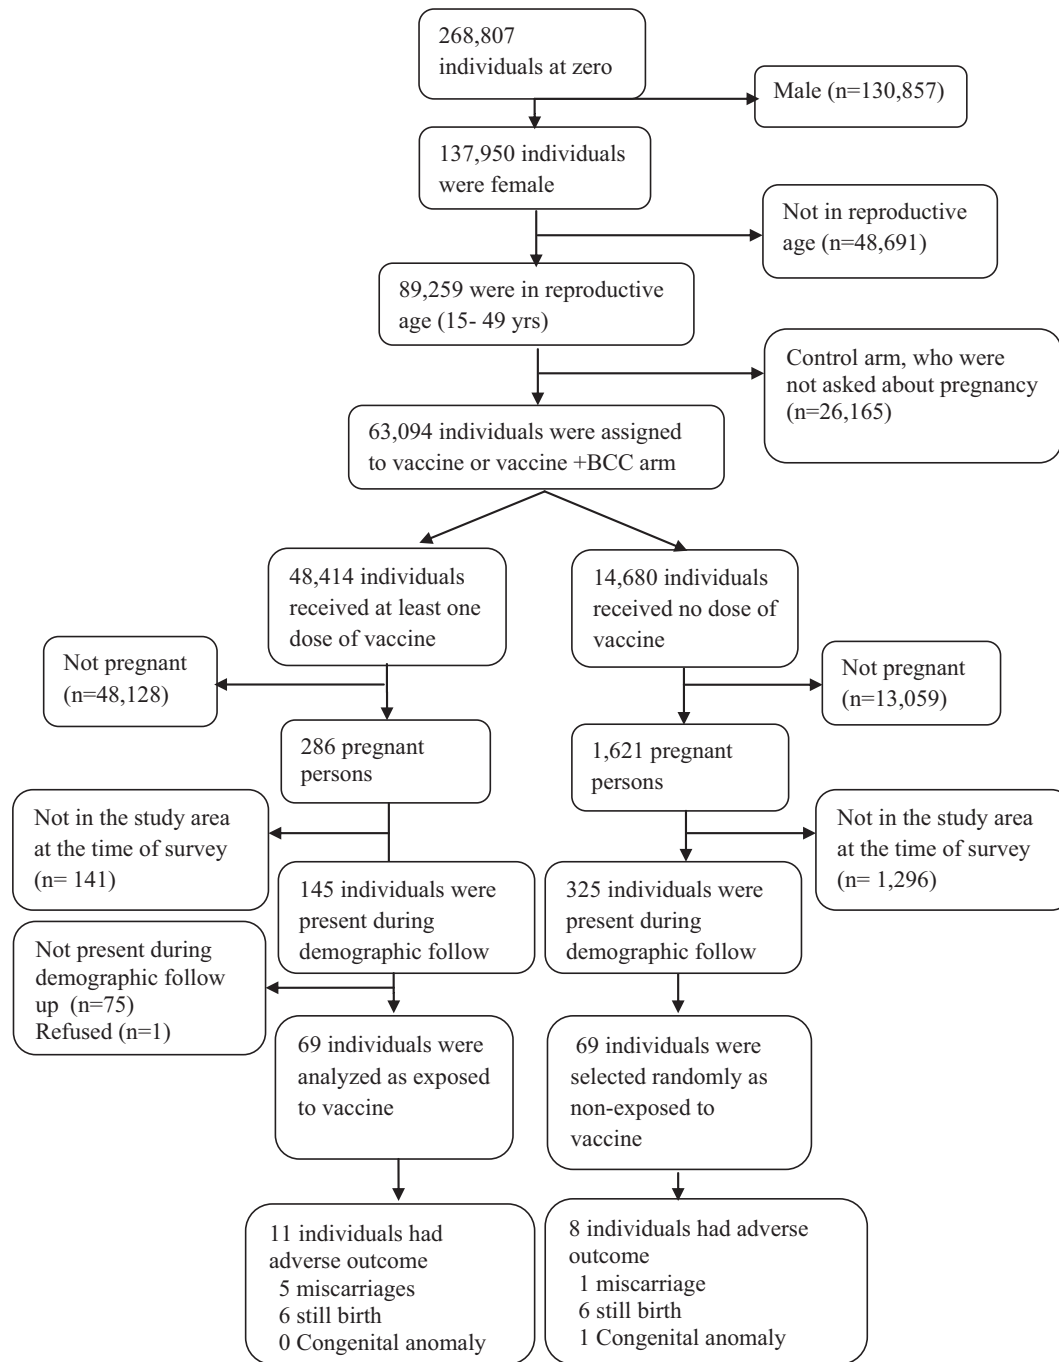 268,807
individuals at zero
Male (n=130,857)
137,950 individuals
were female
Not in reproductive
age (n=48,691)
89,259 were in reproductive
age (15- 49 yrs)
Control arm, who were
not asked about pregnancy
(n=26,165)
63,094 individuals were assigned
to vaccine or vaccine +BCC arm
48,414 individuals
received at least one
dose of vaccine
14,680 individuals
received no dose of
vaccine
Not pregnant
(n=48,128)
Not pregnant
(n=13,059)
286 pregnant
persons
1,621 pregnant
persons
Not in the study area
at the time of survey
(n= 141)
Not in the study area
at the time of survey
(n= 1,296)
145 individuals were
present during
demographic follow
325 individuals were
present during
demographic follow
Not present during
demographic follow
up (n=75)
Refused (n=1)
69 individuals were
analyzed as exposed
to vaccine
69 individuals were
selected randomly as
non-exposed to
vaccine
11 individuals had
adverse outcome
5 miscarriages
6 still birth
0 Congenital anomaly
8 individuals had adverse
outcome
1 miscarriage
6 still birth
1 Congenital anomaly